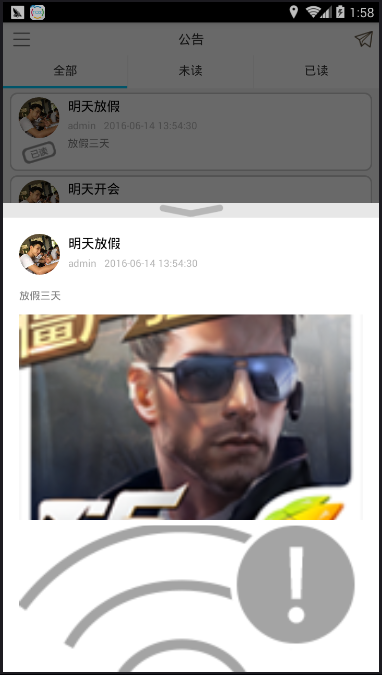 1:58
公告
全部
未读
已读
明天放假
admin 2016-06-14 13:54:30
放假三天
已读
明天开会
明天放假
admin 2016-06-14 13:54:30
放假三天